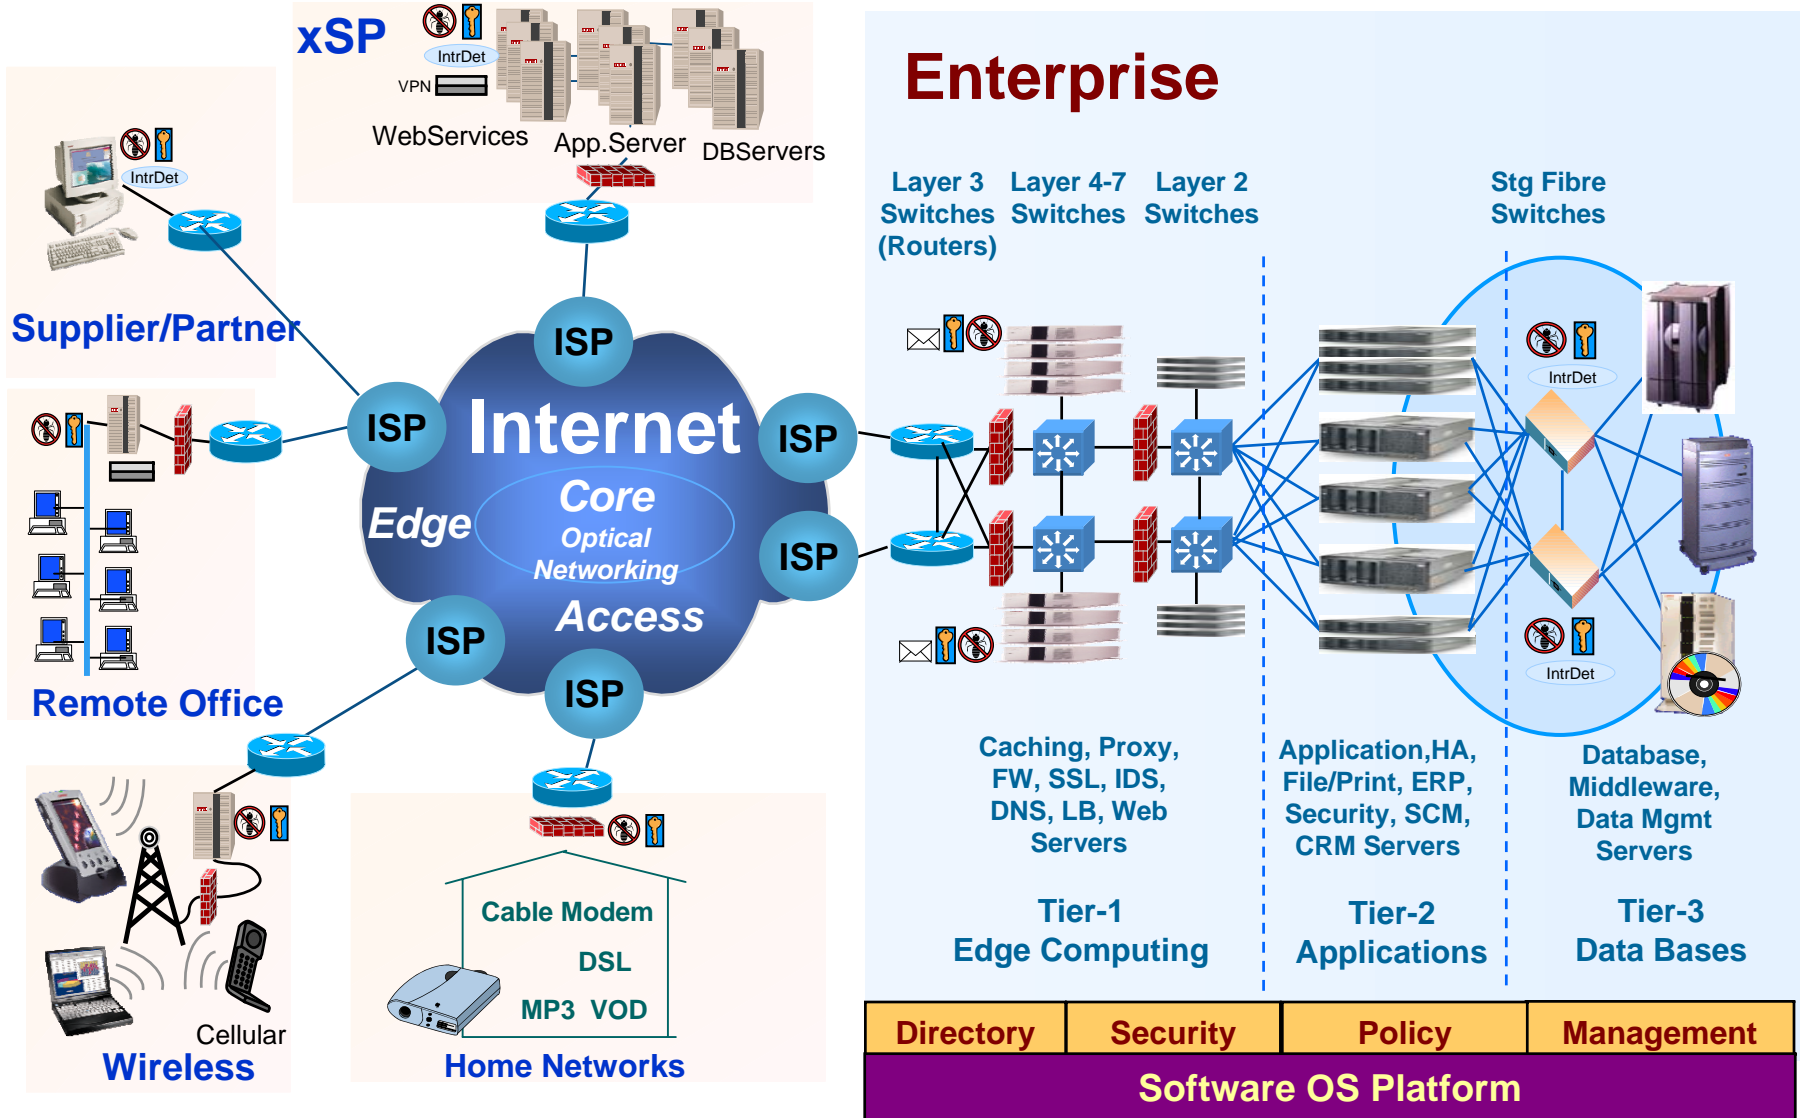 xSP
IntrDet
VPN
WebServices
App.Server
DBServers
IntrDet
Supplier/Partner
Remote Office
Cellular
Wireless
ISP
ISP
ISP
ISP
ISP
ISP
Internet
Core
Optical
Networking
Edge
Access
Cable Modem
DSL
MP3 VOD
Home Networks
Enterprise
Layer 3
Switches
(Routers)
Layer 4-7
Switches
Layer 2
Switches
Stg Fibre
Switches
IntrDet
IntrDet
Caching, Proxy,
FW, SSL, IDS,
DNS, LB, Web
Servers
Application,HA,
File/Print, ERP,
Security, SCM,
CRM Servers
Database,
Middleware,
Data Mgmt
Servers
Tier-1
Edge Computing
Tier-2
Applications
Tier-3
Data Bases
Directory
Security
Policy
Management
Software OS Platform